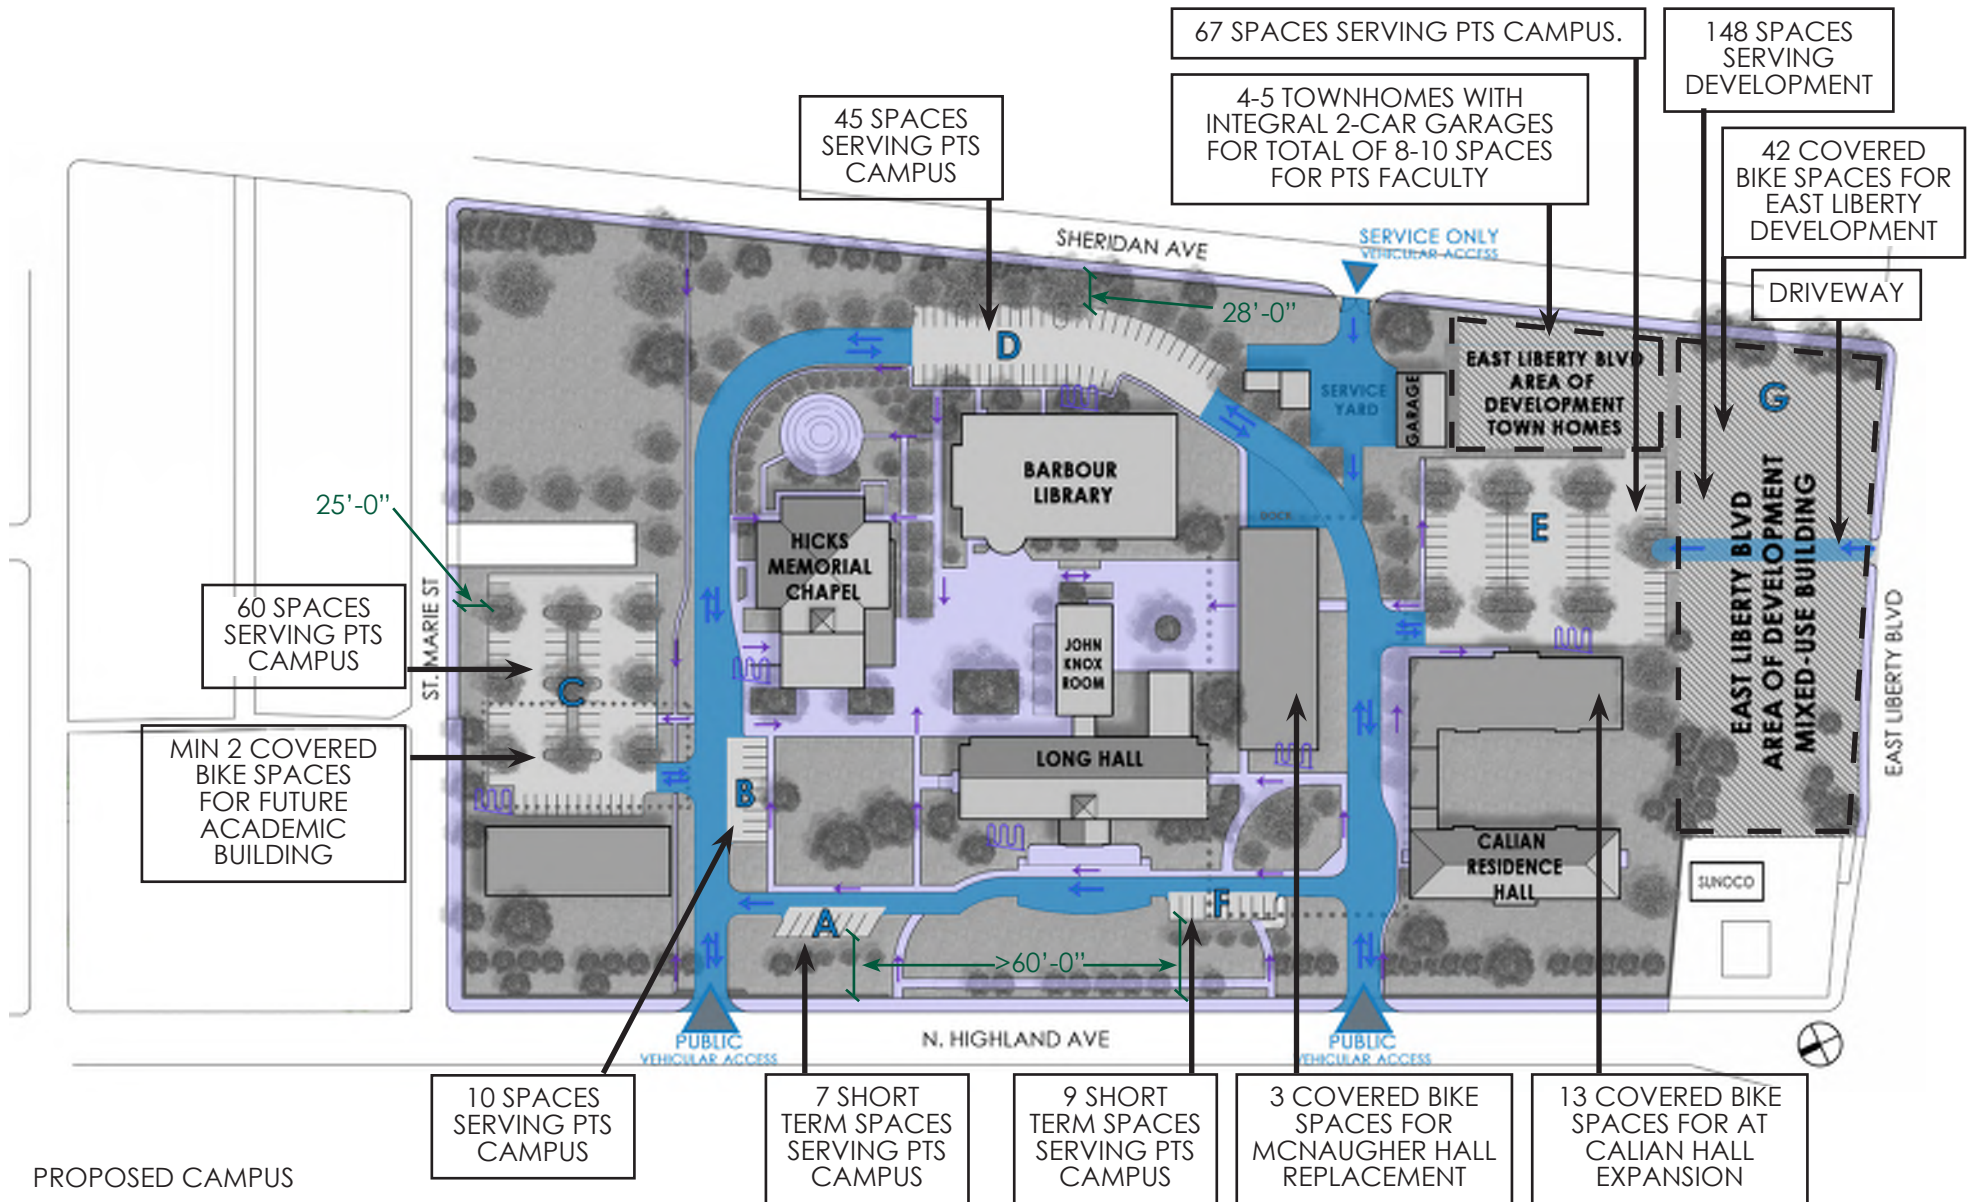 67 SPACES SERVING PTS CAMPUS.
148 SPACES
SERVING
DEVELOPMENT
4-5 TOWNHOMES WITH
INTEGRAL 2-CAR GARAGES
FOR TOTAL OF 8-10 SPACES
FOR PTS FACULTY
45 SPACES
SERVING PTS
CAMPUS
42 COVERED
BIKE SPACES FOR
EAST LIBERTY
DEVELOPMENT
DRIVEWAY
SHERIDAN AVE
SERVICE ONLY
VEHICULAR ACCESS
28'-0"
D
SERVICE
YARD
GARAGE
EAST LIBERTY BLVD
AREA OF
DEVELOPMENT
TOWN HOMES
G
EAST LIBERTY BLVD
AREA OF DEVELOPMENT
MIXED-USE BUILDING
EAST LIBERTY BLVD
BARBOUR
LIBRARY
HICKS
MEMORIAL
CHAPEL
DOCK
E
25'-0"
60 SPACES
SERVING PTS
CAMPUS
ST. MARIE ST
C
JOHN
KNOX
ROOM
MIN 2 COVERED
BIKE SPACES
FOR FUTURE
ACADEMIC
BUILDING
B
LONG HALL
CALIAN
RESIDENCE
HALL
SUNOCO
A
F
>60'-0"
N. HIGHLAND AVE
PUBLIC
VEHICULAR ACCESS
PUBLIC
VEHICULAR ACCESS
10 SPACES
SERVING PTS
CAMPUS
7 SHORT
TERM SPACES
SERVING PTS
CAMPUS
9 SHORT
TERM SPACES
SERVING PTS
CAMPUS
3 COVERED BIKE
SPACES FOR
MCNAUGHER HALL
REPLACEMENT
13 COVERED BIKE
SPACES FOR AT
CALIAN HALL
EXPANSION
PROPOSED CAMPUS